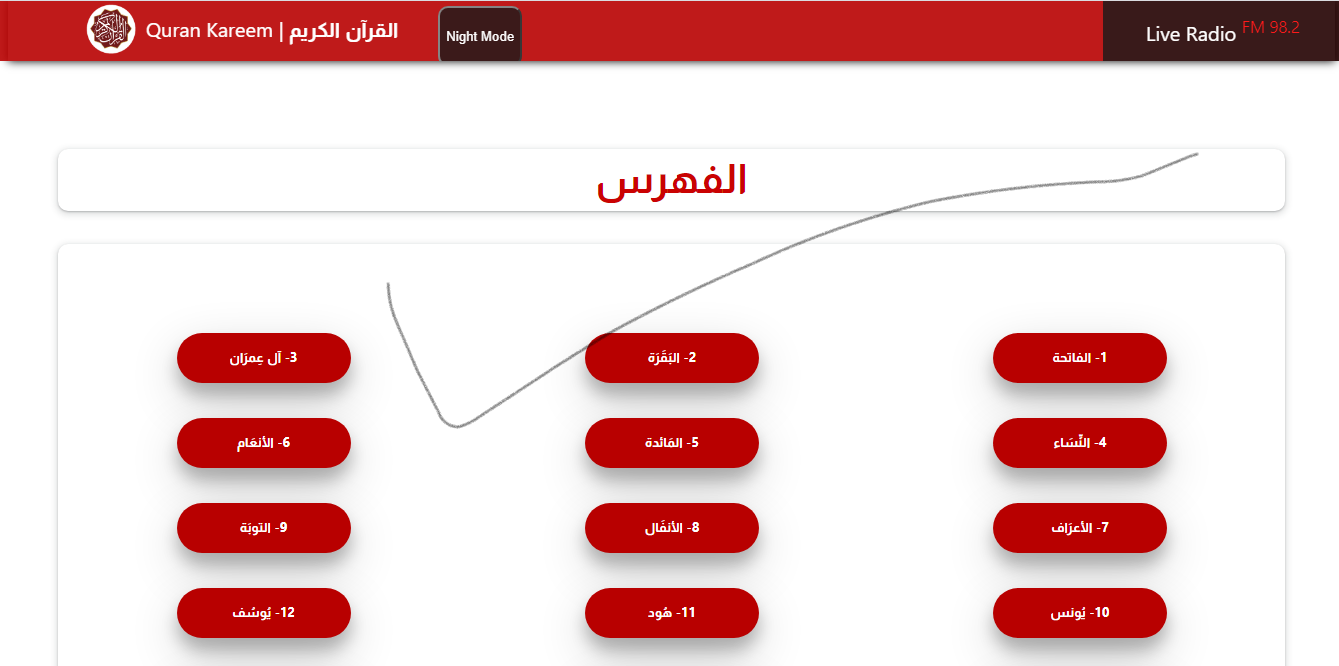 Quran Kareem | القرآن الكريم
Night Mode
Live Radio FM 98.2
الفهرس
1- الفاتحة
2- البَقَرَة
3- آل عِمرَان
4- النِّسَاء
5- المَائدة
6- الأنعَام
7- الأعرَاف
8- الأنفَال
9- التوبَة
10- يُونس
11- هُود
12- يُوسُف